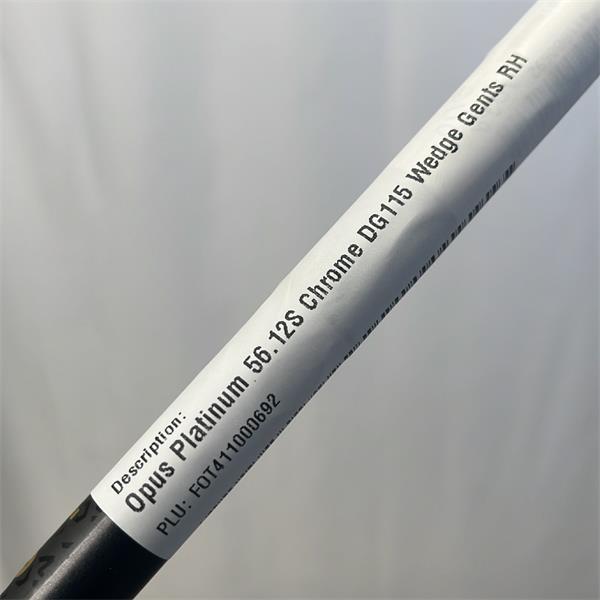 Description:
Opus Platinum 56.12S Chrome DG115 Wedge Gents RH
PLU: FOT411000692